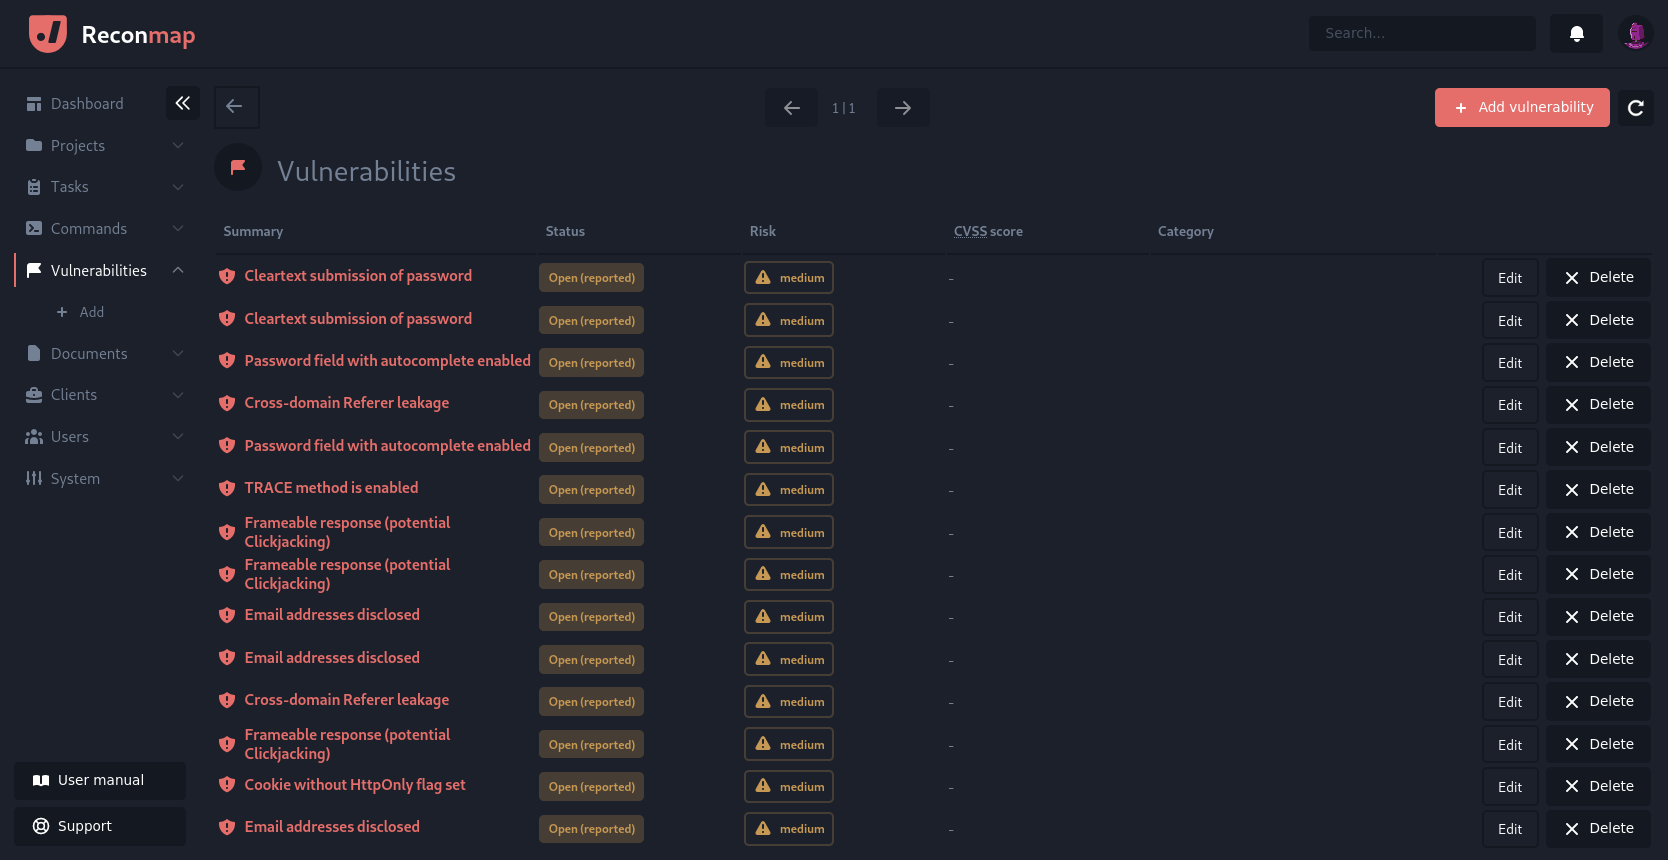 Reconmap
Search...
Dashboard
Projects
Tasks
Commands
Vulnerabilities
Add
Documents
Clients
Users
System
User manual
Support
1 | 1
Add vulnerability
Vulnerabilities
Summary Status Risk CVSS score Category
Cleartext submission of password Open (reported) medium - Edit Delete
Cleartext submission of password Open (reported) medium - Edit Delete
Password field with autocomplete enabled Open (reported) medium - Edit Delete
Cross-domain Referer leakage Open (reported) medium - Edit Delete
Password field with autocomplete enabled Open (reported) medium - Edit Delete
TRACE method is enabled Open (reported) medium - Edit Delete
Frameable response (potential
Clickjacking) Open (reported) medium - Edit Delete
Frameable response (potential
Clickjacking) Open (reported) medium - Edit Delete
Email addresses disclosed Open (reported) medium - Edit Delete
Email addresses disclosed Open (reported) medium - Edit Delete
Cross-domain Referer leakage Open (reported) medium - Edit Delete
Frameable response (potential
Clickjacking) Open (reported) medium - Edit Delete
Cookie without HttpOnly flag set Open (reported) medium - Edit Delete
Email addresses disclosed Open (reported) medium - Edit Delete